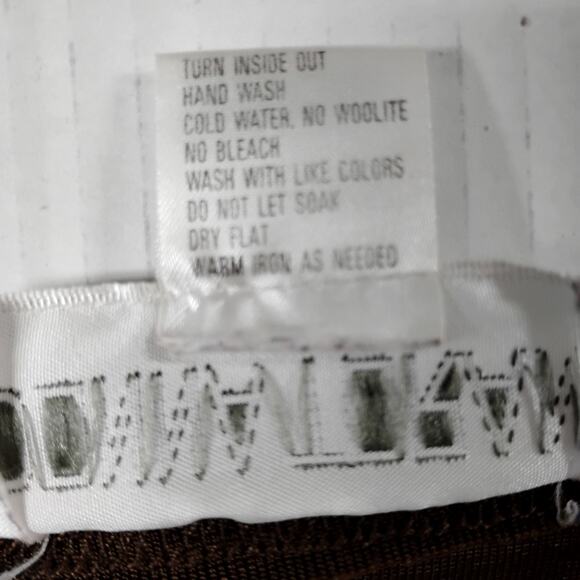 TURN INSIDE OUT
HAND WASH
COLD WATER, NO WOOLITE
NO BLEACH
WASH WITH LIKE COLORS
DO NOT LET SOAK
DRY FLAT
WARM IRON AS NEEDED